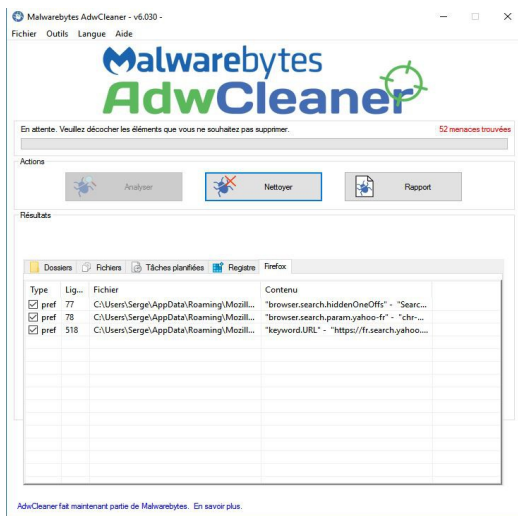 Malwarebytes AdwCleaner - v6.030 -
Fichier Outils Langue Aide
Malwarebytes
AdwCleaner
En attente. Veuillez décocher les éléments que vous ne souhaitez pas supprimer. 52 menaces trouvées
Actions
Analyser Nettoyer Rapport
Résultats
Dossiers Fichiers Tâches planifiées Registre Firefox
Type Lig... Fichier Contenu
pref 77 C:\Users\Serge\AppData\Roaming\Mozill... "browser.search.hiddenOneOffs" - "Searc...
pref 78 C:\Users\Serge\AppData\Roaming\Mozill... "browser.search.param.yahoo-fr" - "chr-...
pref 518 C:\Users\Serge\AppData\Roaming\Mozill... "keyword.URL" - "https://fr.search.yahoo....
AdwCleaner fait maintenant partie de Malwarebytes. En savoir plus.